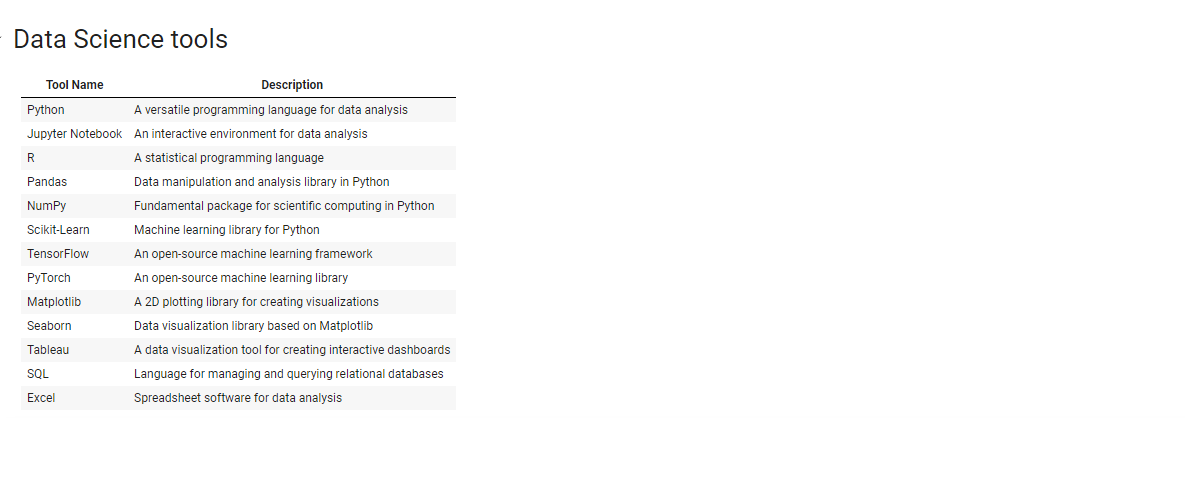 Data Science tools
Tool Name Description
Python A versatile programming language for data analysis
Jupyter Notebook An interactive environment for data analysis
R A statistical programming language
Pandas Data manipulation and analysis library in Python
NumPy Fundamental package for scientific computing in Python
Scikit-Learn Machine learning library for Python
TensorFlow An open-source machine learning framework
PyTorch An open-source machine learning library
Matplotlib A 2D plotting library for creating visualizations
Seaborn Data visualization library based on Matplotlib
Tableau A data visualization tool for creating interactive dashboards
SQL Language for managing and querying relational databases
Excel Spreadsheet software for data analysis